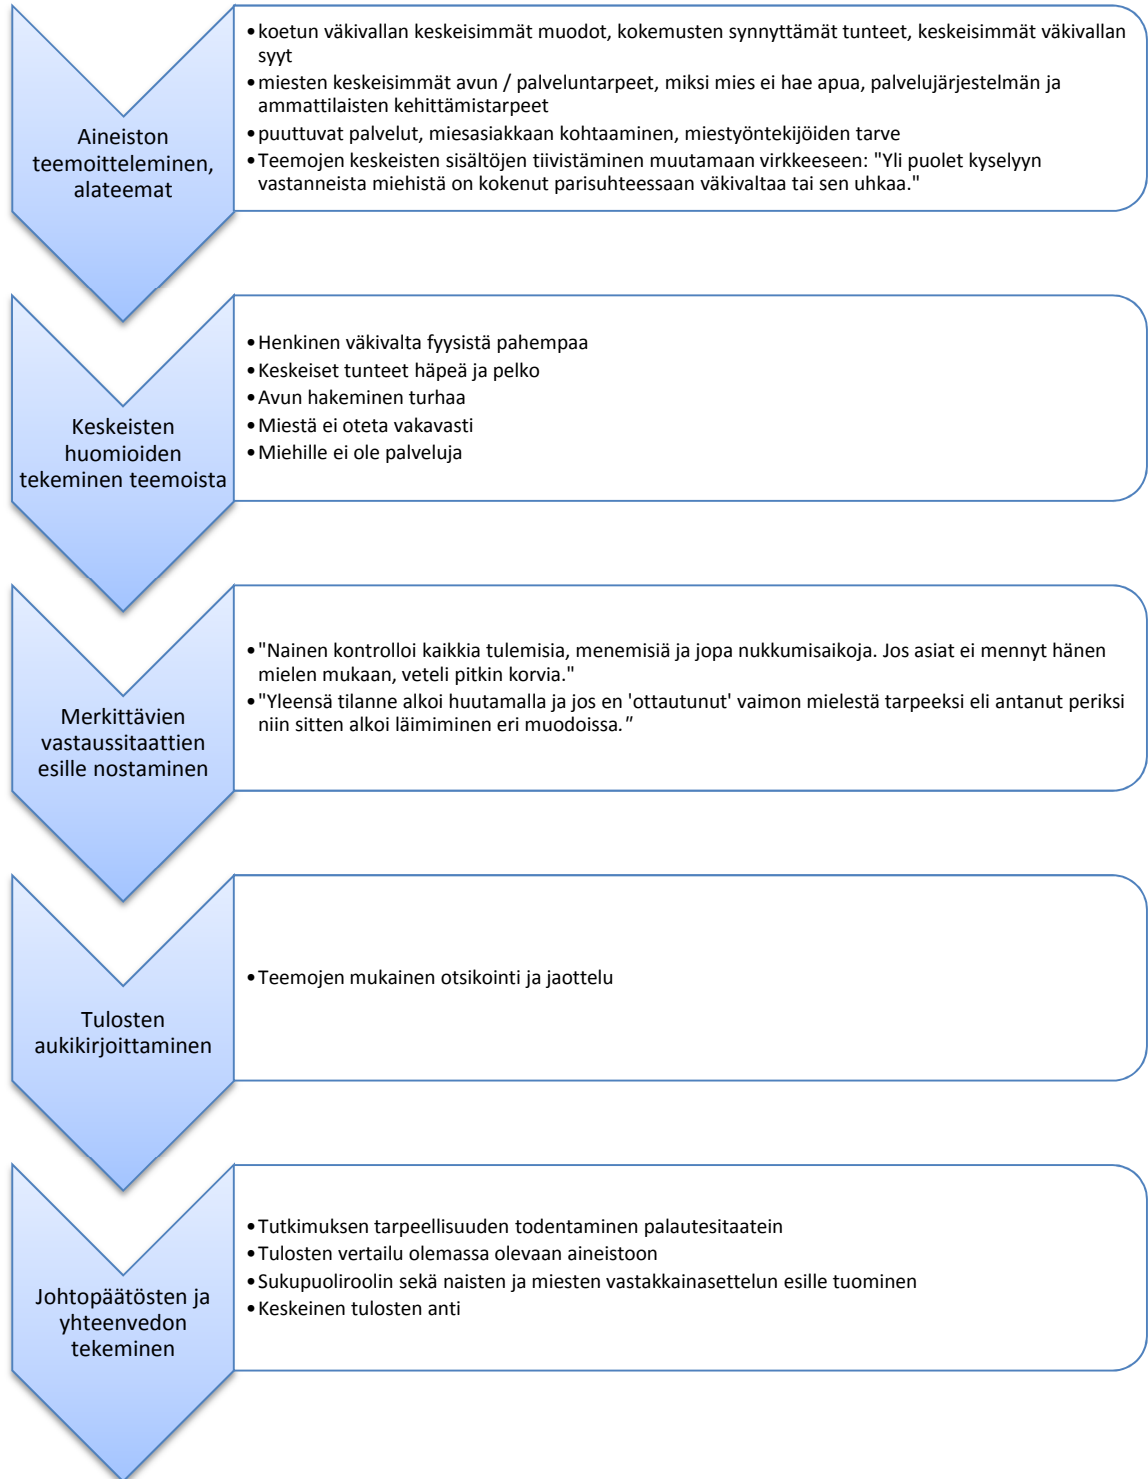 Aineiston
teemoitteleminen,
alateemat
•koetun väkivallan keskeisimmät muodot, kokemusten synnyttämät tunteet, keskeisimmät väkivallan
syyt
•miesten keskeisimmät avun / palveluntarpeet, miksi mies ei hae apua, palvelujärjestelmän ja
ammattilaisten kehittämistarpeet
•puuttuvat palvelut, miesasiakkaan kohtaaminen, miestyöntekijöiden tarve
•Teemojen keskeisten sisältöjen tiivistäminen muutamaan virkkeeseen: "Yli puolet kyselyyn
vastanneista miehistä on kokenut parisuhteessaan väkivaltaa tai sen uhkaa."
Keskeisten
huomioiden
tekeminen teemoista
•Henkinen väkivalta fyysistä pahempaa
•Keskeiset tunteet häpeä ja pelko
•Avun hakeminen turhaa
•Miestä ei oteta vakavasti
•Miehille ei ole palveluja
Merkittävien
vastaussitaattien
esille nostaminen
•"Nainen kontrolloi kaikkia tulemisia, menemisiä ja jopa nukkumisaikoja. Jos asiat ei mennyt hänen
mielen mukaan, veteli pitkin korvia."
•"Yleensä tilanne alkoi huutamalla ja jos en 'ottautunut' vaimon mielestä tarpeeksi eli antanut periksi
niin sitten alkoi läimiminen eri muodoissa."
Tulosten
aukikirjoittaminen
•Teemojen mukainen otsikointi ja jaottelu
Johtopäätösten ja
yhteenvedon
tekeminen
•Tutkimuksen tarpeellisuuden todentaminen palautesitaatein
•Tulosten vertailu olemassa olevaan aineistoon
•Sukupuoliroolin sekä naisten ja miesten vastakkainasettelun esille tuominen
•Keskeinen tulosten anti